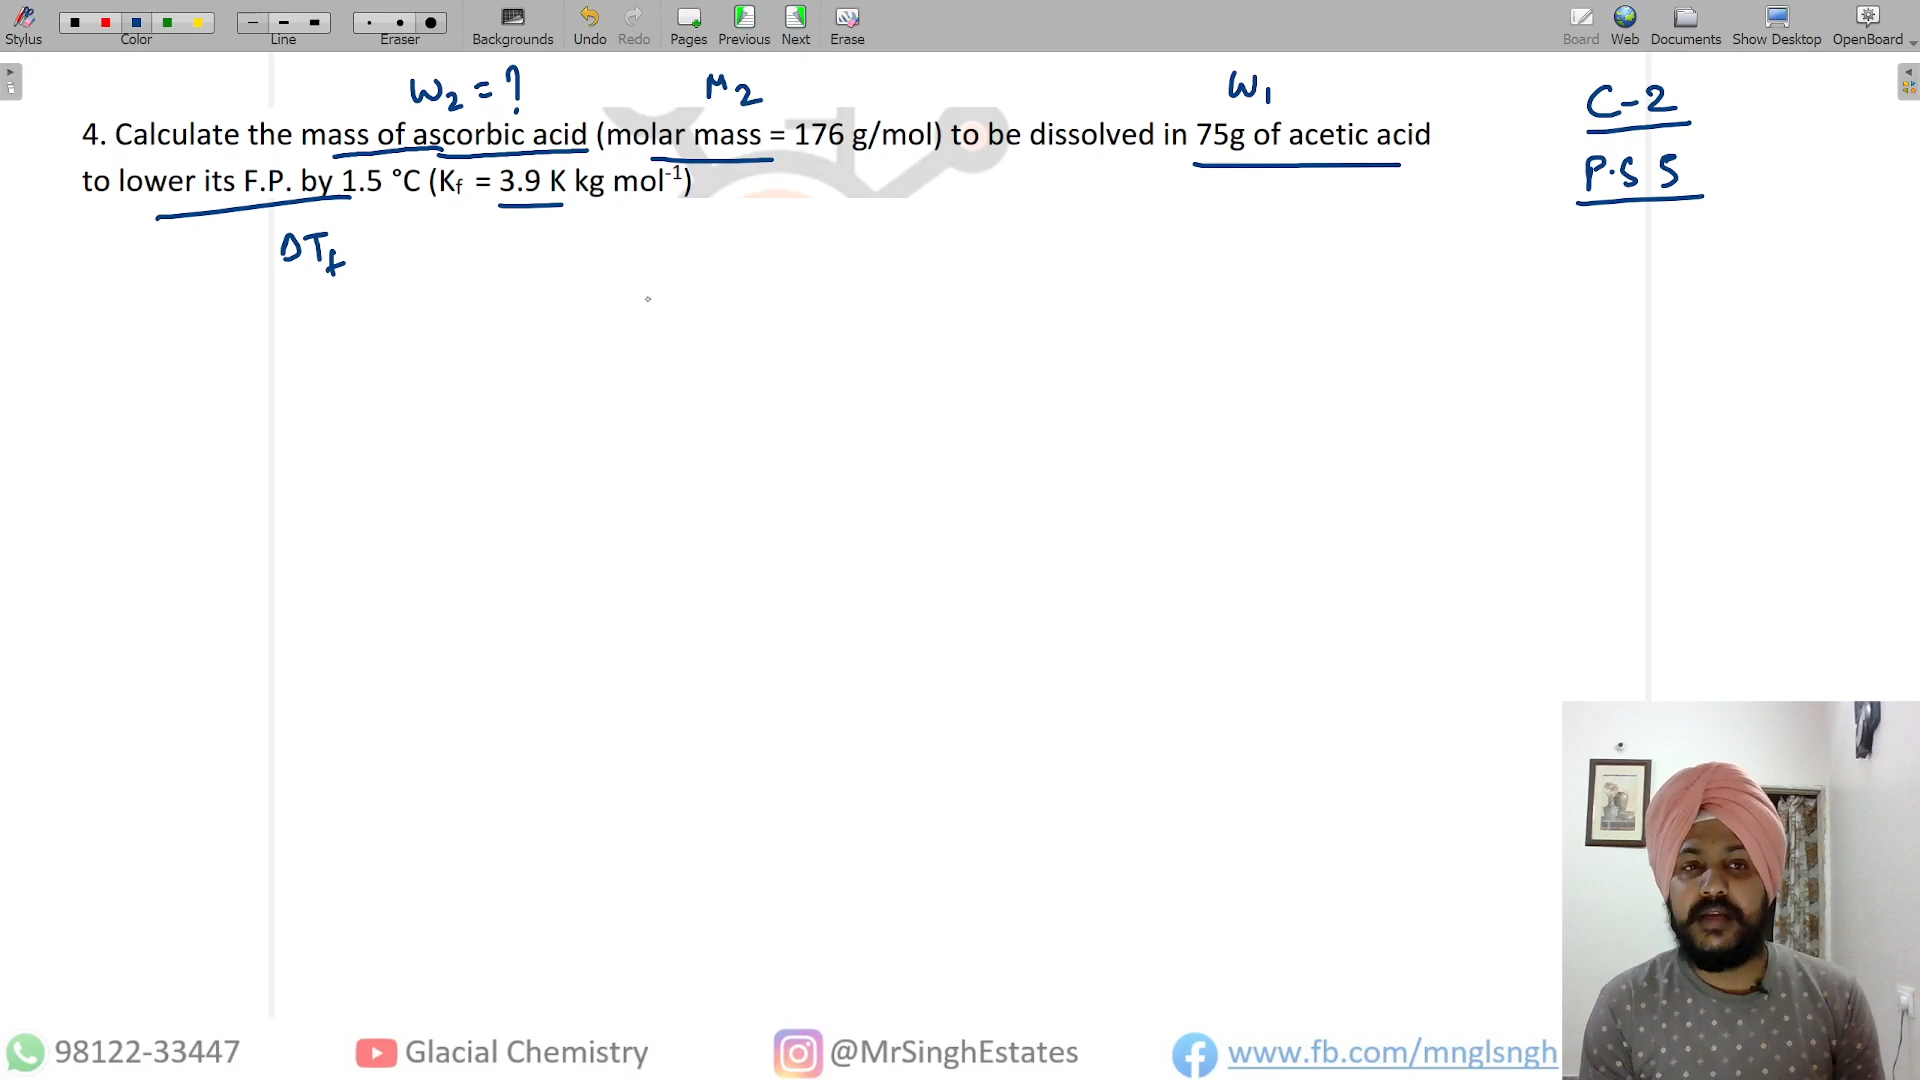 Stylus Color Line Eraser Backgrounds Undo Redo Pages Previous Next Erase Board Web Documents Show Desktop OpenBoard
W₂ = ? M₂ W₁
4. Calculate the mass of ascorbic acid (molar mass = 176 g/mol) to be dissolved in 75g of acetic acid
to lower its F.P. by 1.5 °C (Kf = 3.9 K kg mol⁻¹)
C-2
P.S 5
ΔTf
98122-33447 Glacial Chemistry @MrSinghEstates www.fb.com/mnglsngh